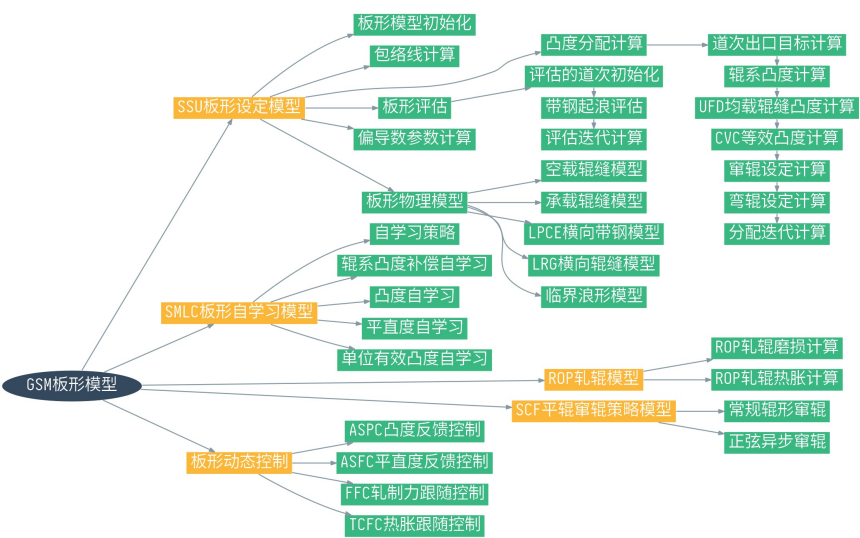 板形模型初始化
包络线计算
凸度分配计算
道次出口目标计算
评估的道次初始化
辊系凸度计算
SSU板形设定模型
板形评估
带钢起浪评估
UFD均载辊缝凸度计算
偏导数参数计算
评估迭代计算
CVC等效凸度计算
空载辊缝模型
窜辊设定计算
板形物理模型
承载辊缝模型
弯辊设定计算
自学习策略
LPCE横向带钢模型
分配迭代计算
辊系凸度补偿自学习
LRG横向辊缝模型
凸度自学习
临界浪形模型
SMLC板形自学习模型
平直度自学习
单位有效凸度自学习
ROP轧辊磨损计算
GSM板形模型
ROP轧辊模型
ROP轧辊热胀计算
SCF平辊窜辊策略模型
常规辊形窜辊
ASPC凸度反馈控制
正弦异步窜辊
板形动态控制
ASFC平直度反馈控制
FFC轧制力跟随控制
TCFC热胀跟随控制